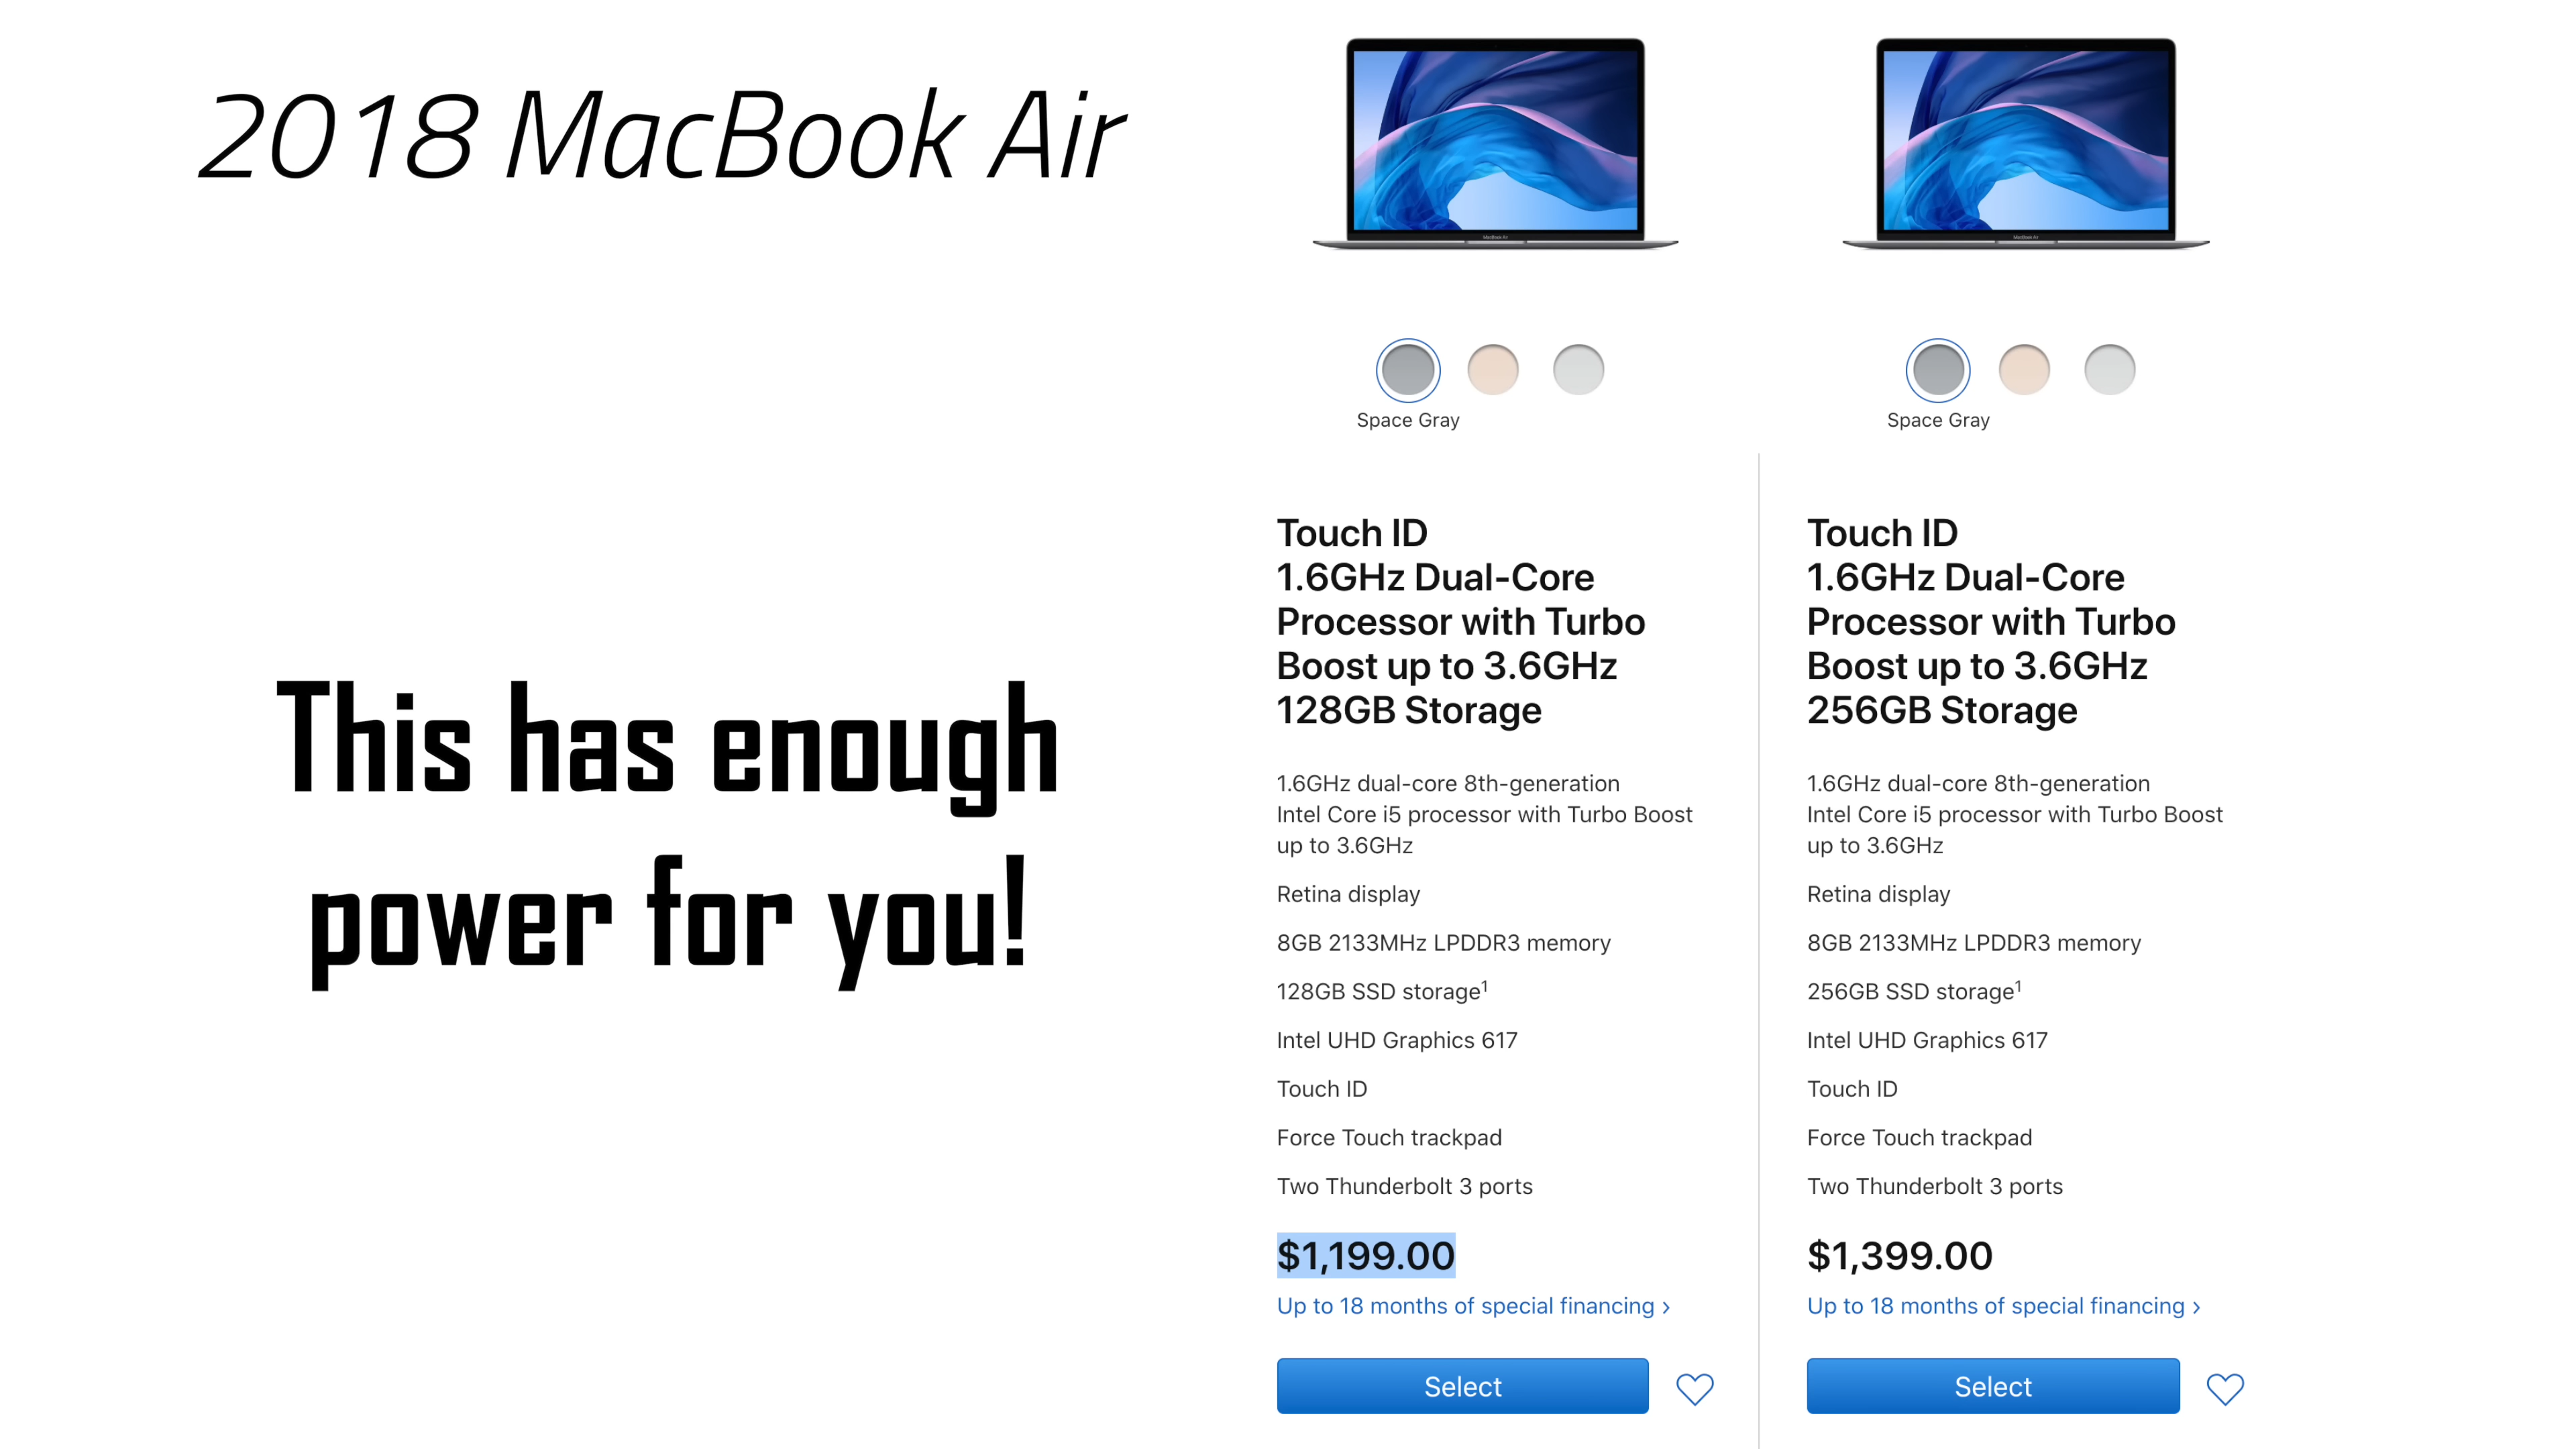 2018 MacBook Air
This has enough
power for you!
MacBook Air
Space Gray
Touch ID
1.6GHz Dual-Core
Processor with Turbo
Boost up to 3.6GHz
128GB Storage
1.6GHz dual-core 8th-generation
Intel Core i5 processor with Turbo Boost
up to 3.6GHz
Retina display
8GB 2133MHz LPDDR3 memory
128GB SSD storage¹
Intel UHD Graphics 617
Touch ID
Force Touch trackpad
Two Thunderbolt 3 ports
$1,199.00
Up to 18 months of special financing ›
Select
MacBook Air
Space Gray
Touch ID
1.6GHz Dual-Core
Processor with Turbo
Boost up to 3.6GHz
256GB Storage
1.6GHz dual-core 8th-generation
Intel Core i5 processor with Turbo Boost
up to 3.6GHz
Retina display
8GB 2133MHz LPDDR3 memory
256GB SSD storage¹
Intel UHD Graphics 617
Touch ID
Force Touch trackpad
Two Thunderbolt 3 ports
$1,399.00
Up to 18 months of special financing ›
Select